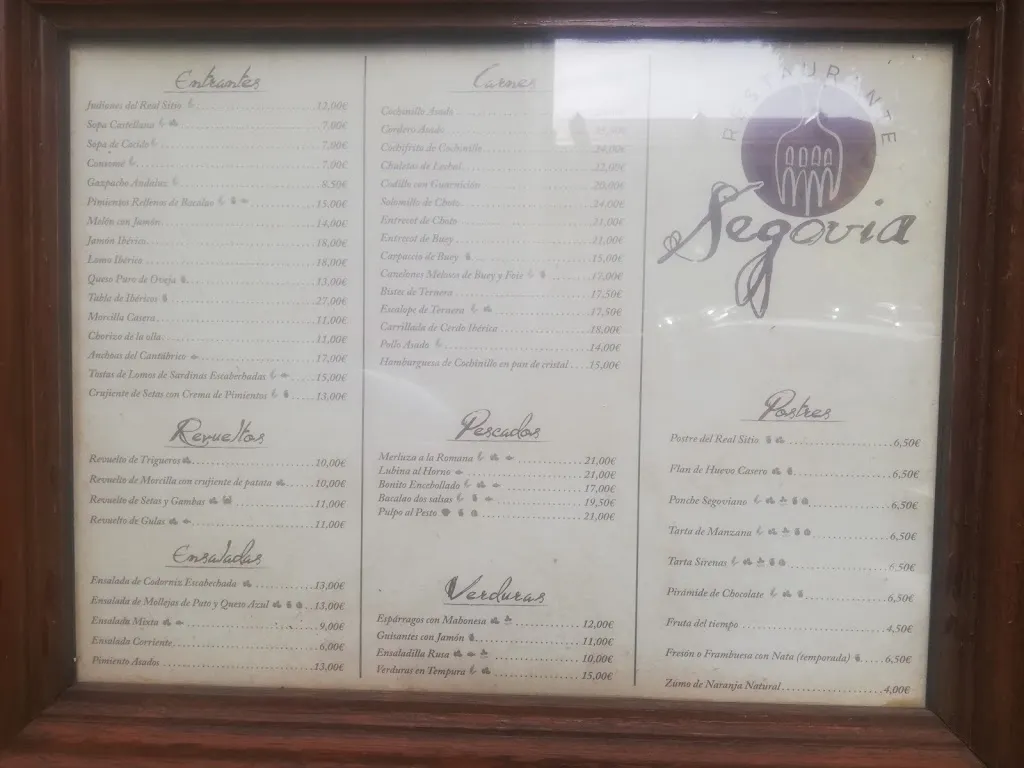 Entrantes
Judiones del Real Sitio 12,00€
Sopa Castellana 7,00€
Sopa de Cocido 7,00€
Consomé 7,00€
Gazpacho Andaluz 8,50€
Pimientos Rellenos de Bacalao 15,00€
Melón con Jamón 14,00€
Jamón Ibérico 18,00€
Lomo Ibérico 18,00€
Queso Puro de Oveja 13,00€
Tabla de Ibéricos 27,00€
Morcilla Casera 11,00€
Chorizo de la olla 11,00€
Anchoas del Cantábrico 17,00€
Tostas de Lomos de Sardinas Escabechadas 15,00€
Crujiente de Setas con Crema de Pimientos 13,00€
Revueltos
Revuelto de Trigueros 10,00€
Revuelto de Morcilla con crujiente de patata 10,00€
Revuelto de Setas y Gambas 11,00€
Revuelto de Gulas 11,00€
Ensaladas
Ensalada de Codorniz Escabechada 13,00€
Ensalada de Mollejas de Pato y Queso Azul 13,00€
Ensalada Mixta 9,00€
Ensalada Corriente 6,00€
Pimiento Asados 13,00€
Carnes
Cochinillo Asado
Cordero Asado
Cochifrito de Cochinillo 24,00€
Chuletas de Lechal 22,00€
Codillo con Guarnición 20,00€
Solomillo de Choto 24,00€
Entrecot de Choto 21,00€
Entrecot de Buey 21,00€
Carpaccio de Buey 15,00€
Canelones Melosos de Buey y Foie 17,00€
Bistec de Ternera 17,50€
Escalope de Ternera 17,50€
Carrillada de Cerdo Ibérica 18,00€
Pollo Asado 14,00€
Hamburguesa de Cochinillo en pan de cristal 15,00€
Pescados
Merluza a la Romana 21,00€
Lubina al Horno 21,00€
Bonito Encebollado 17,00€
Bacalao dos salsas 19,50€
Pulpo al Pesto 21,00€
Verduras
Espárragos con Mahonesa 12,00€
Guisantes con Jamón 11,00€
Ensaladilla Rusa 10,00€
Verduras en Tempura 15,00€
RESTAURANTE
Segovia
Postres
Postre del Real Sitio 6,50€
Flan de Huevo Casero 6,50€
Ponche Segoviano 6,50€
Tarta de Manzana 6,50€
Tarta Sirenas 6,50€
Pirámide de Chocolate 6,50€
Fruta del tiempo 4,50€
Fresón o Frambuesa con Nata (temporada) 6,50€
Zumo de Naranja Natural 4,00€